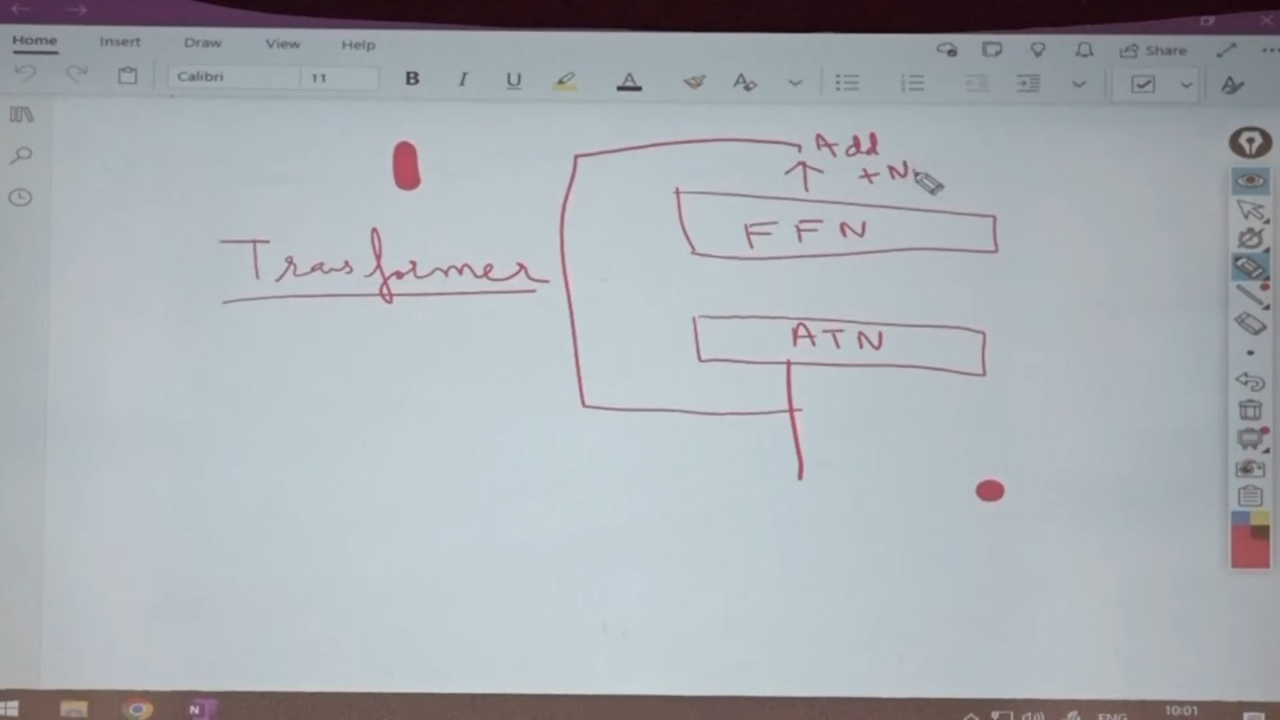 Home Insert Draw View Help
Share
Calibri 11 B I U A
Add
+ N
FFN
Trasformer
ATN
ENG
10:01